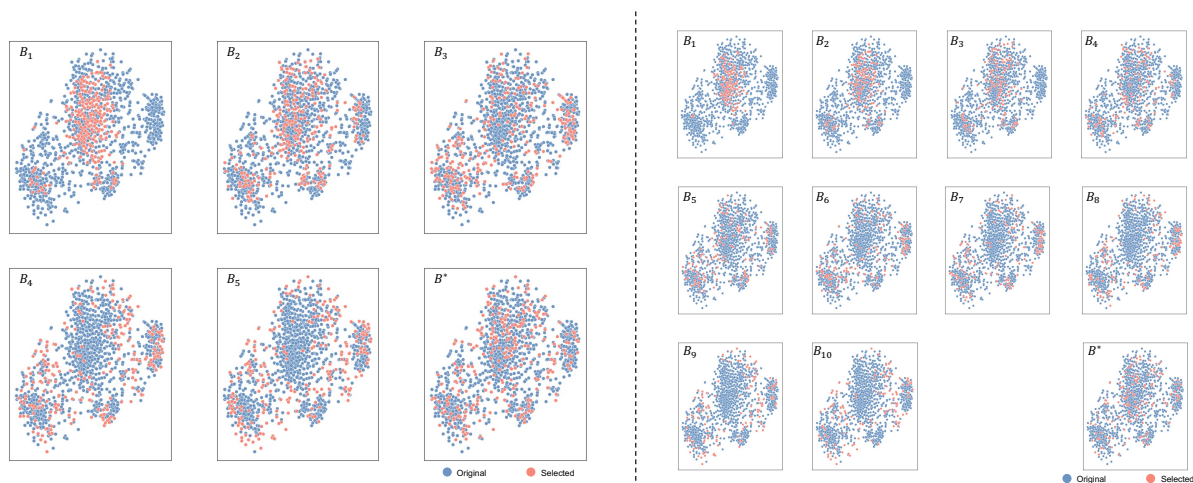 B₁
B₂
B₃
B₄
B₅
B*
Original
Selected
B₁
B₂
B₃
B₄
B₅
B₆
B₇
B₈
B₉
B₁₀
B*
Original
Selected